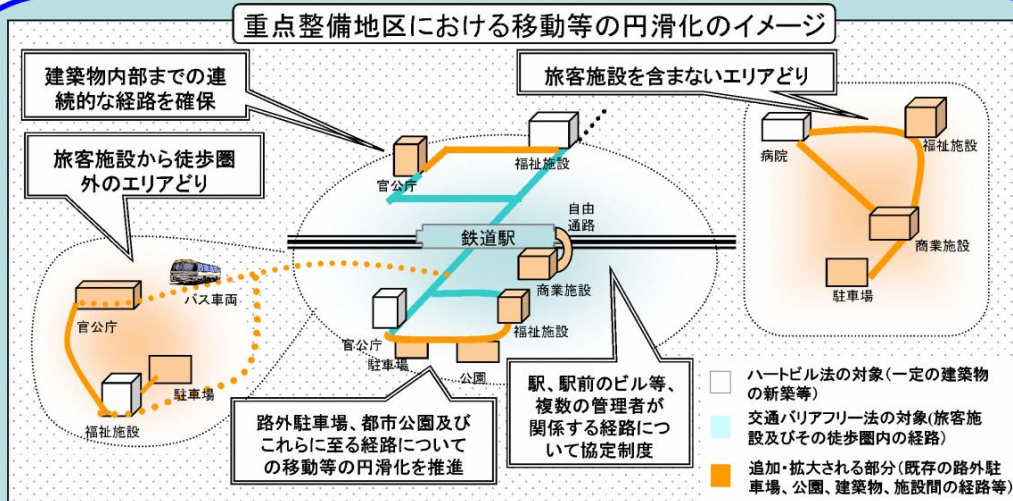 重点整備地区における移動等の円滑化のイメージ
建築物内部までの連
続的な経路を確保
旅客施設を含まないエリアどり
旅客施設から徒歩圏
外のエリアどり
官公庁
福祉施設
病院
福祉施設
自由
通路
鉄道駅
商業施設
商業施設
駐車場
バス車両
官公庁
駐車場
福祉施設
官公庁
駐車場
公園
福祉施設
路外駐車場、都市公園及び
これらに至る経路について
の移動等の円滑化を推進
駅、駅前のビル等、
複数の管理者が
関係する経路につ
いて協定制度
ハートビル法の対象(一定の建築物
の新築等)
交通バリアフリー法の対象(旅客施
設及びその徒歩圏内の経路)
追加・拡大される部分(既存の路外駐
車場、公園、建築物、施設間の経路等)